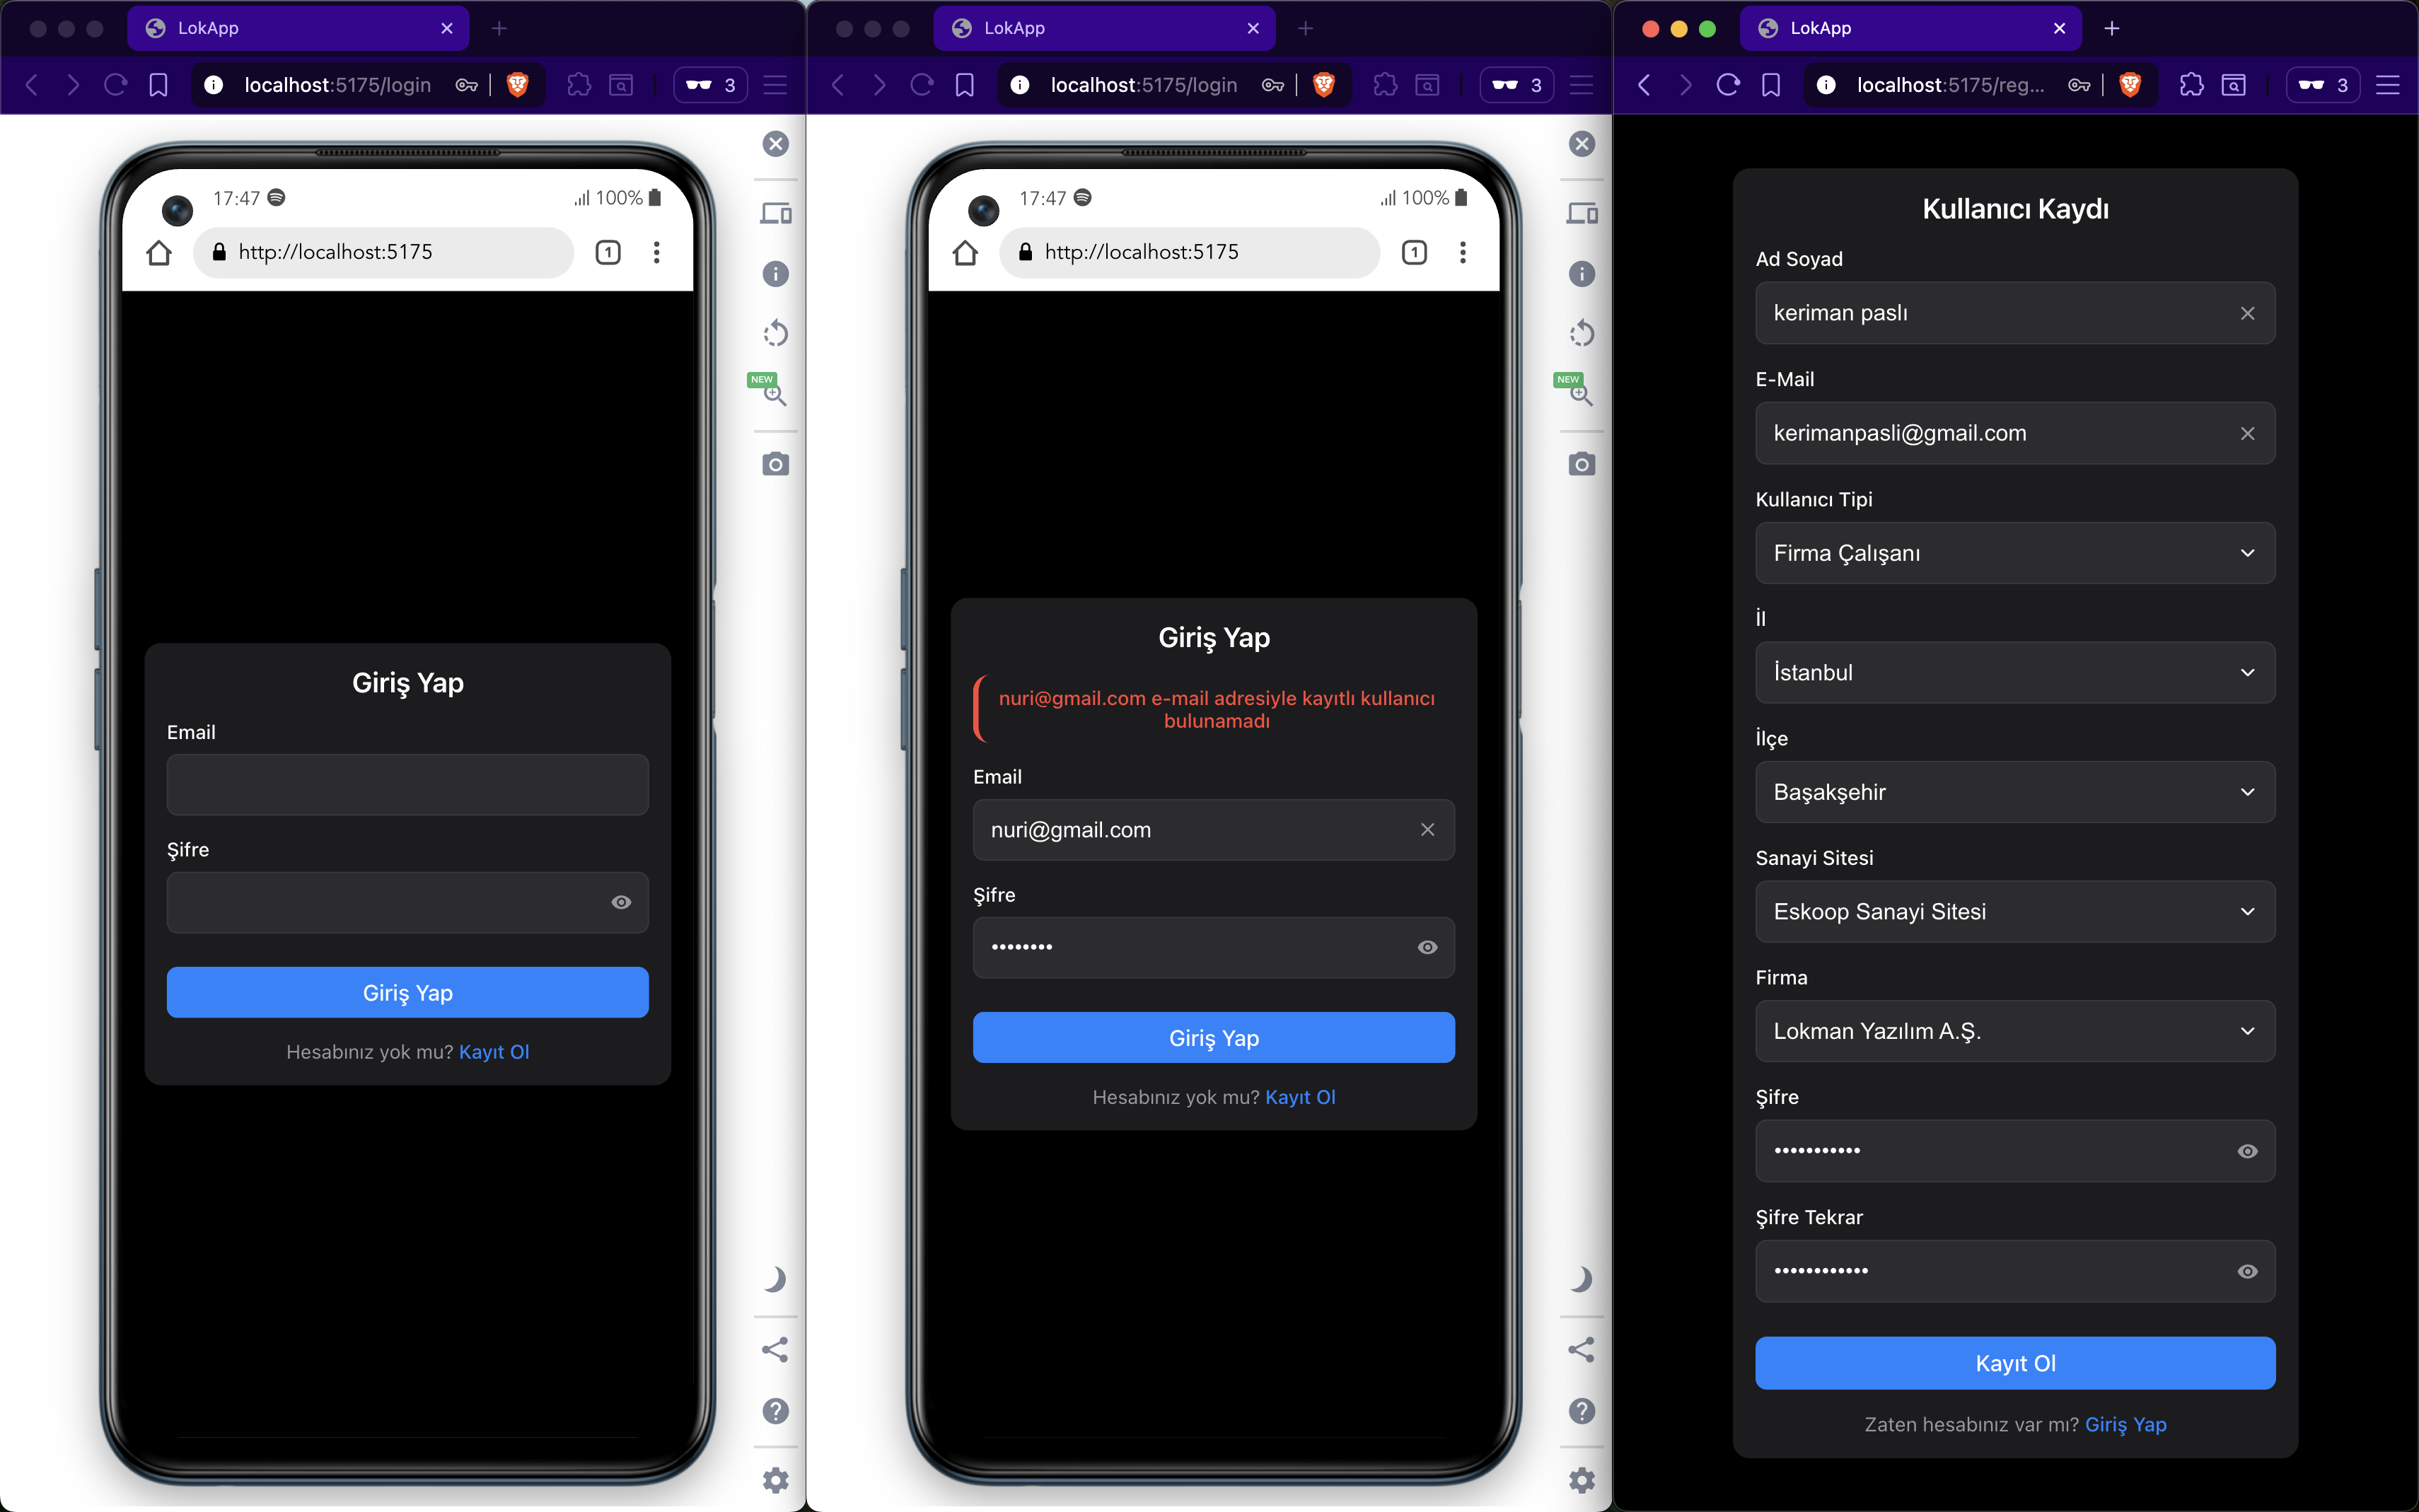 LokApp
localhost:5175/login
3
17:47
100%
http://localhost:5175
1
NEW
Giriş Yap
Email
Şifre
Giriş Yap
Hesabınız yok mu? Kayıt Ol
LokApp
localhost:5175/login
3
17:47
100%
http://localhost:5175
1
NEW
Giriş Yap
nuri@gmail.com e-mail adresiyle kayıtlı kullanıcı
bulunamadı
Email
nuri@gmail.com
Şifre
••••••••
Giriş Yap
Hesabınız yok mu? Kayıt Ol
LokApp
localhost:5175/reg...
3
Kullanıcı Kaydı
Ad Soyad
keriman paslı
E-Mail
kerimanpasli@gmail.com
Kullanıcı Tipi
Firma Çalışanı
İl
İstanbul
İlçe
Başakşehir
Sanayi Sitesi
Eskoop Sanayi Sitesi
Firma
Lokman Yazılım A.Ş.
Şifre
•••••••••••
Şifre Tekrar
••••••••••••
Kayıt Ol
Zaten hesabınız var mı? Giriş Yap